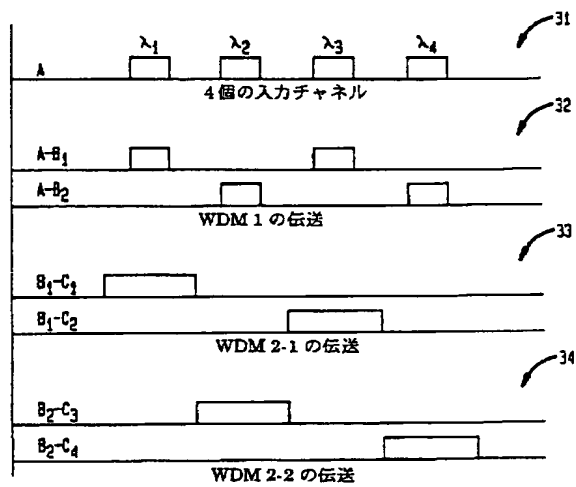 31
λ₁ λ₂ λ₃ λ₄
A
4個の入力チャネル
32
A-B₁
A-B₂
WDM 1 の伝送
33
B₁-C₁
B₁-C₂
WDM 2-1 の伝送
34
B₂-C₃
B₂-C₄
WDM 2-2 の伝送